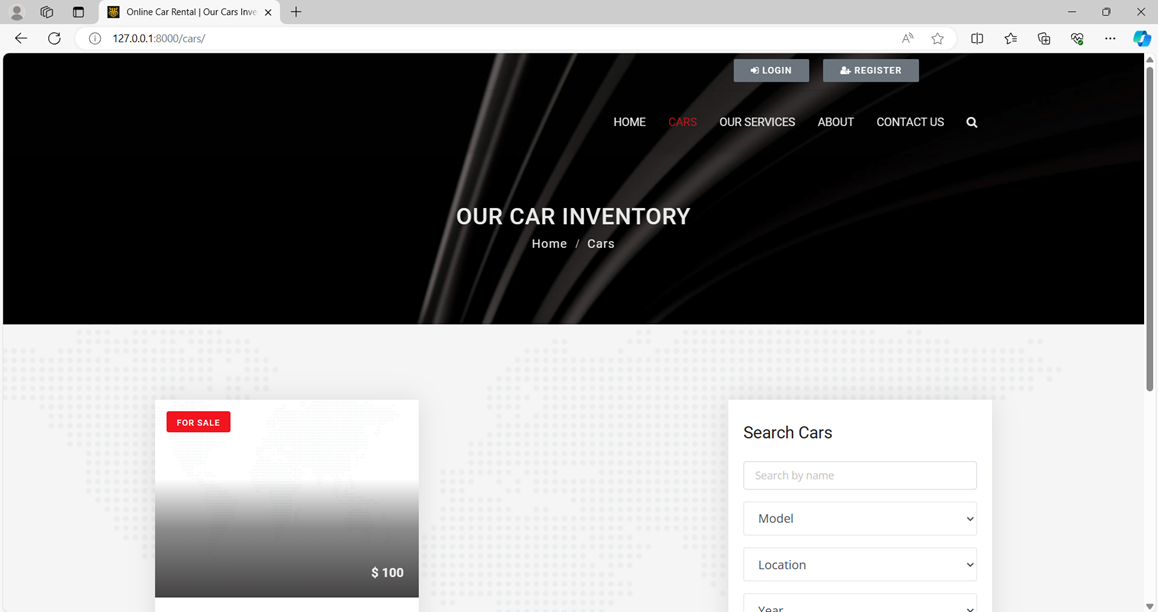 Online Car Rental | Our Cars Inve
127.0.0.1:8000/cars/
LOGIN
REGISTER
HOME
CARS
OUR SERVICES
ABOUT
CONTACT US
OUR CAR INVENTORY
Home / Cars
FOR SALE
$ 100
Search Cars
Search by name
Model
Location
Year